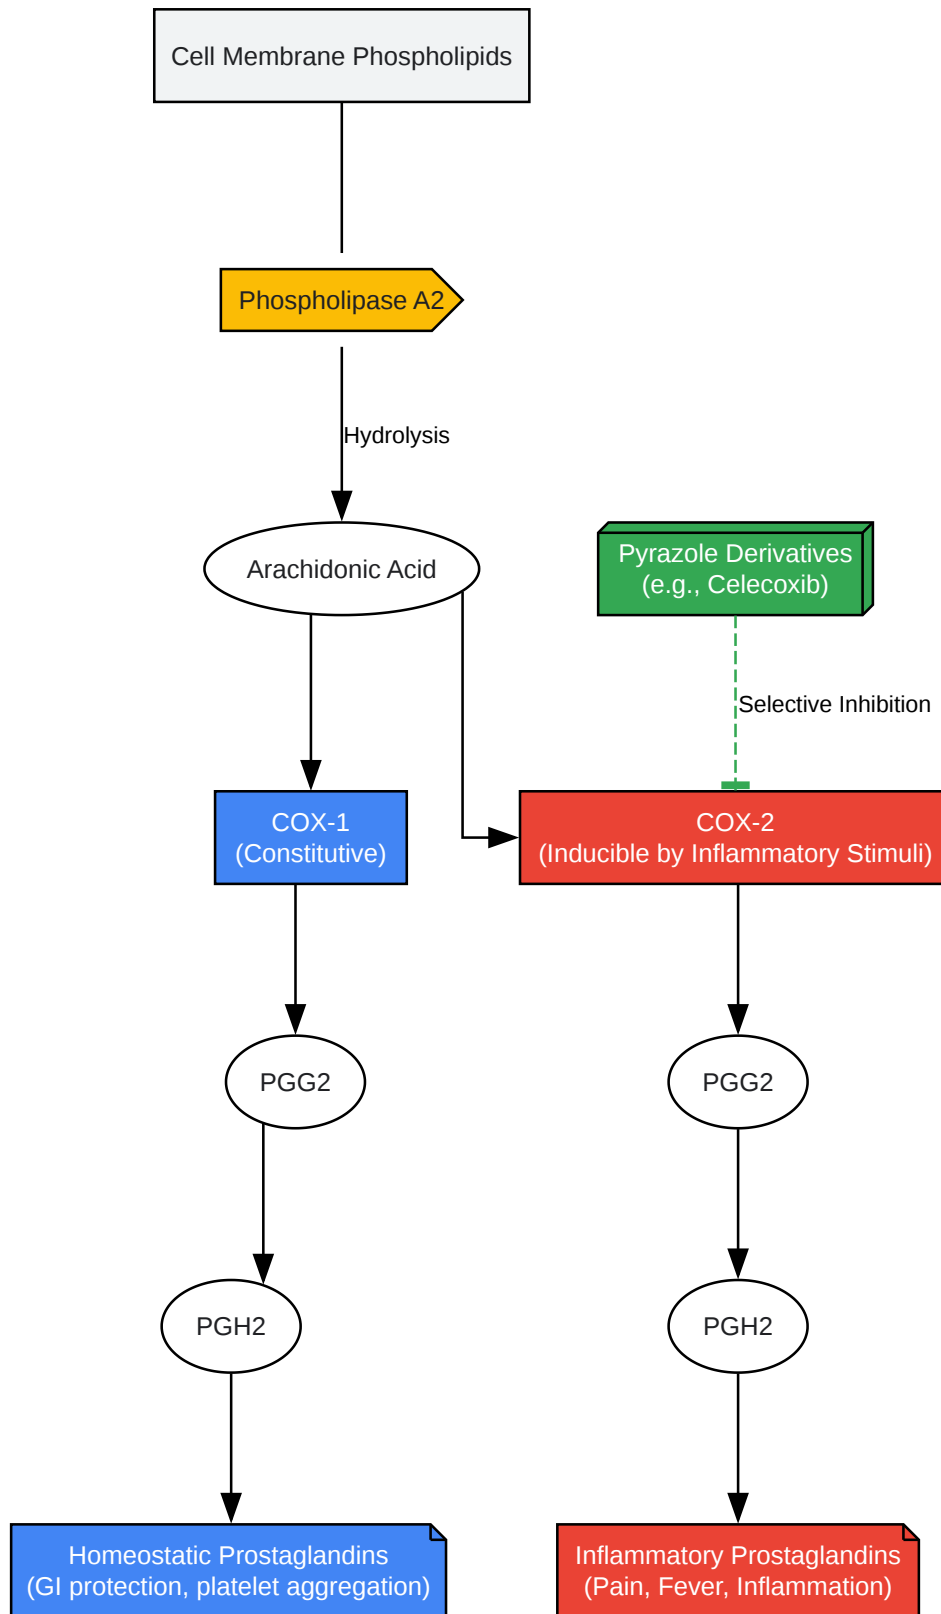 Cell Membrane Phospholipids
Phospholipase A2
Hydrolysis
Arachidonic Acid
Pyrazole Derivatives
(e.g., Celecoxib)
Selective Inhibition
COX-1
(Constitutive)
COX-2
(Inducible by Inflammatory Stimuli)
PGG2
PGG2
PGH2
PGH2
Homeostatic Prostaglandins
(GI protection, platelet aggregation)
Inflammatory Prostaglandins
(Pain, Fever, Inflammation)